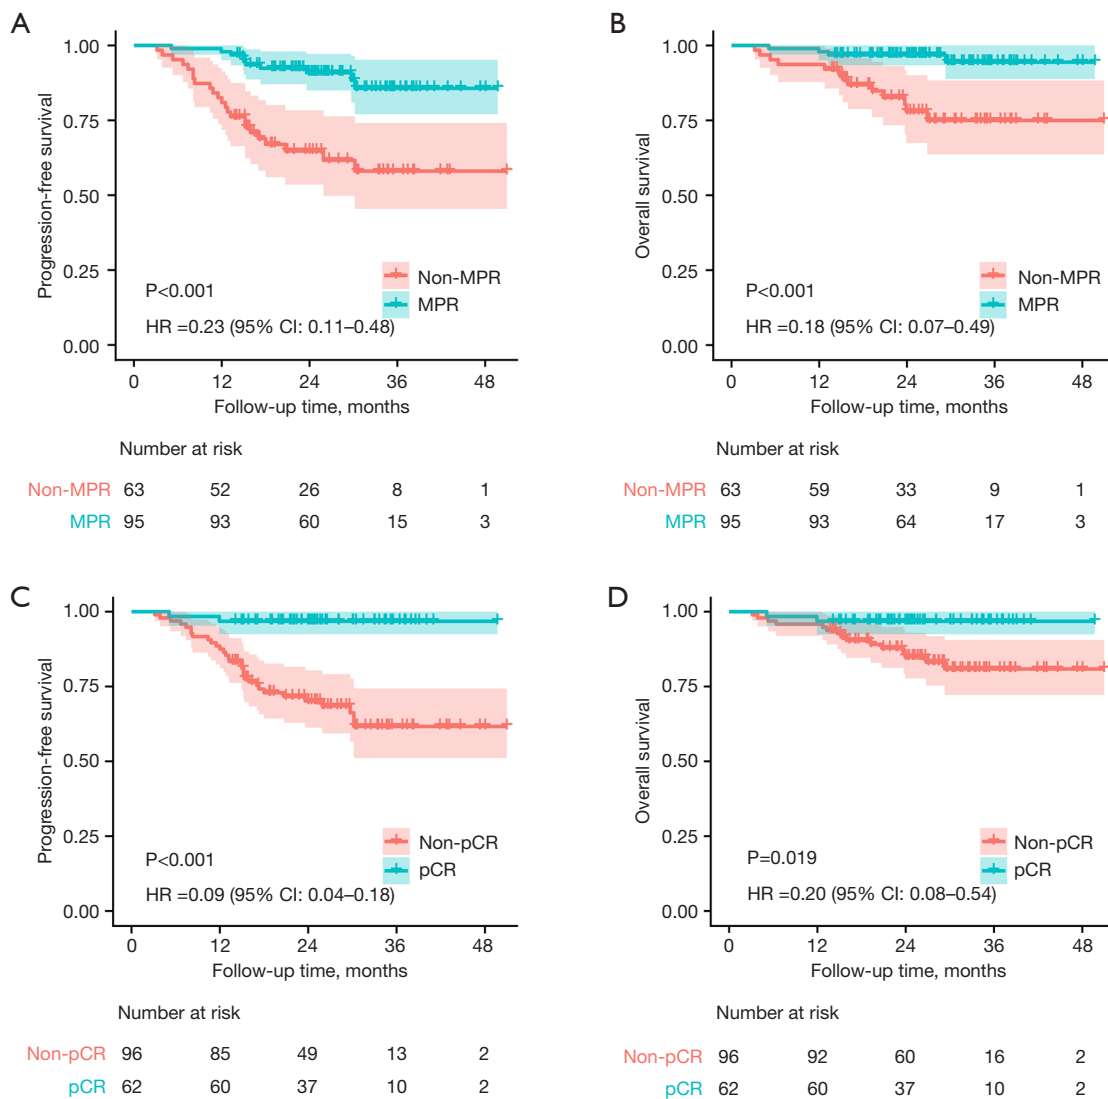 A
Progression-free survival
1.00
0.75
0.50
0.25
0.00
Non-MPR
MPR
P<0.001
HR =0.23 (95% CI: 0.11–0.48)
0 12 24 36 48
Follow-up time, months
Number at risk
Non-MPR 63 52 26 8 1
MPR 95 93 60 15 3
B
Overall survival
1.00
0.75
0.50
0.25
0.00
Non-MPR
MPR
P<0.001
HR =0.18 (95% CI: 0.07–0.49)
0 12 24 36 48
Follow-up time, months
Number at risk
Non-MPR 63 59 33 9 1
MPR 95 93 64 17 3
C
Progression-free survival
1.00
0.75
0.50
0.25
0.00
Non-pCR
pCR
P<0.001
HR =0.09 (95% CI: 0.04–0.18)
0 12 24 36 48
Follow-up time, months
Number at risk
Non-pCR 96 85 49 13 2
pCR 62 60 37 10 2
D
Overall survival
1.00
0.75
0.50
0.25
0.00
Non-pCR
pCR
P=0.019
HR =0.20 (95% CI: 0.08–0.54)
0 12 24 36 48
Follow-up time, months
Number at risk
Non-pCR 96 92 60 16 2
pCR 62 60 37 10 2